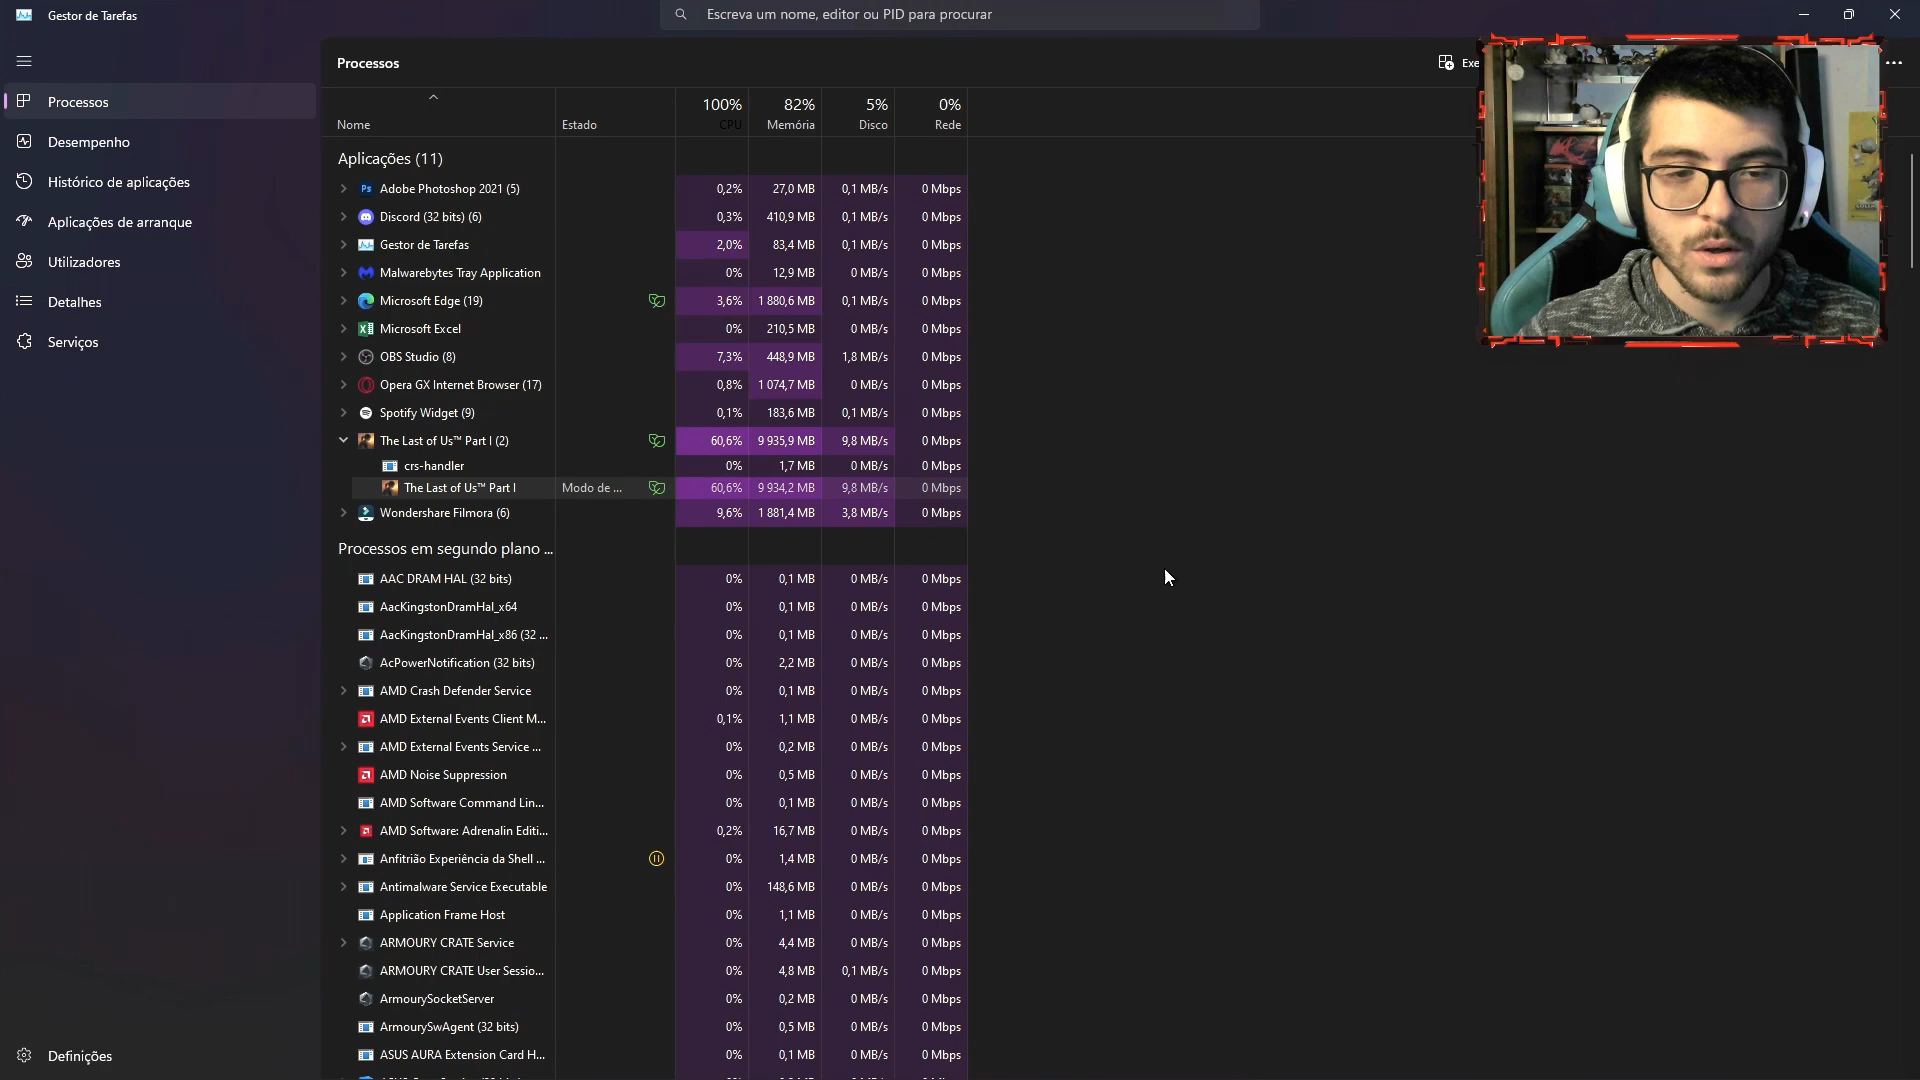 Gestor de Tarefas
Escreva um nome, editor ou PID para procurar
Processos
Exe
Processos
Desempenho
Histórico de aplicações
Aplicações de arranque
Utilizadores
Detalhes
Serviços
Definições
100% 82% 5% 0%
Nome Estado CPU Memória Disco Rede
Aplicações (11)
Adobe Photoshop 2021 (5) 0,2% 27,0 MB 0,1 MB/s 0 Mbps
Discord (32 bits) (6) 0,3% 410,9 MB 0,1 MB/s 0 Mbps
Gestor de Tarefas 2,0% 83,4 MB 0,1 MB/s 0 Mbps
Malwarebytes Tray Application 0% 12,9 MB 0 MB/s 0 Mbps
Microsoft Edge (19) 3,6% 1 880,6 MB 0,1 MB/s 0 Mbps
Microsoft Excel 0% 210,5 MB 0 MB/s 0 Mbps
OBS Studio (8) 7,3% 448,9 MB 1,8 MB/s 0 Mbps
Opera GX Internet Browser (17) 0,8% 1 074,7 MB 0 MB/s 0 Mbps
Spotify Widget (9) 0,1% 183,6 MB 0,1 MB/s 0 Mbps
The Last of Us™ Part I (2) 60,6% 9 935,9 MB 9,8 MB/s 0 Mbps
crs-handler 0% 1,7 MB 0 MB/s 0 Mbps
The Last of Us™ Part I Modo de ... 60,6% 9 934,2 MB 9,8 MB/s 0 Mbps
Wondershare Filmora (6) 9,6% 1 881,4 MB 3,8 MB/s 0 Mbps
Processos em segundo plano ...
AAC DRAM HAL (32 bits) 0% 0,1 MB 0 MB/s 0 Mbps
AacKingstonDramHal_x64 0% 0,1 MB 0 MB/s 0 Mbps
AacKingstonDramHal_x86 (32 ... 0% 0,1 MB 0 MB/s 0 Mbps
AcPowerNotification (32 bits) 0% 2,2 MB 0 MB/s 0 Mbps
AMD Crash Defender Service 0% 0,1 MB 0 MB/s 0 Mbps
AMD External Events Client M... 0,1% 1,1 MB 0 MB/s 0 Mbps
AMD External Events Service ... 0% 0,2 MB 0 MB/s 0 Mbps
AMD Noise Suppression 0% 0,5 MB 0 MB/s 0 Mbps
AMD Software Command Lin... 0% 0,1 MB 0 MB/s 0 Mbps
AMD Software: Adrenalin Editi... 0,2% 16,7 MB 0 MB/s 0 Mbps
Anfitrião Experiência da Shell ... 0% 1,4 MB 0 MB/s 0 Mbps
Antimalware Service Executable 0% 148,6 MB 0 MB/s 0 Mbps
Application Frame Host 0% 1,1 MB 0 MB/s 0 Mbps
ARMOURY CRATE Service 0% 4,4 MB 0 MB/s 0 Mbps
ARMOURY CRATE User Sessio... 0% 4,8 MB 0,1 MB/s 0 Mbps
ArmourySocketServer 0% 0,2 MB 0 MB/s 0 Mbps
ArmourySwAgent (32 bits) 0% 0,5 MB 0 MB/s 0 Mbps
ASUS AURA Extension Card H... 0% 0,1 MB 0 MB/s 0 Mbps